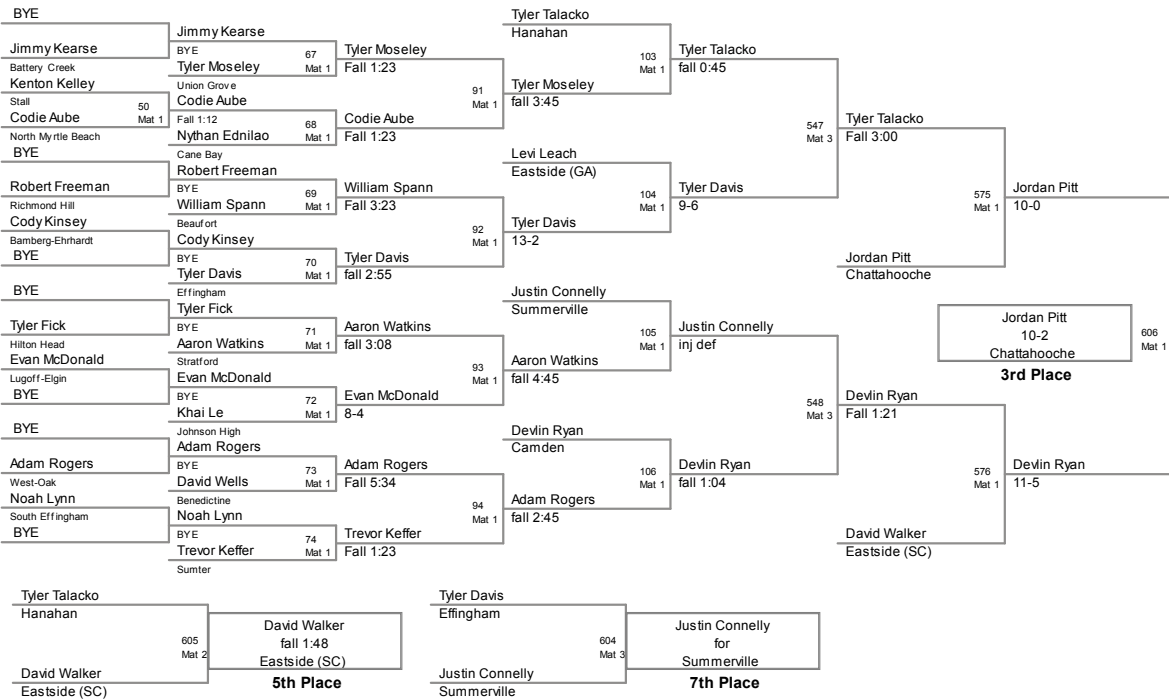 BYE
Jimmy Kearse
Battery Creek
Kenton Kelley
Stall
Codie Aube
North Myrtle Beach
BYE
Robert Freeman
Richmond Hill
Cody Kinsey
Bamberg-Ehrhardt
BYE
BYE
Tyler Fick
Hilton Head
Evan McDonald
Lugoff-Elgin
BYE
BYE
Adam Rogers
West-Oak
Noah Lynn
South Effingham
BYE
50
Mat 1
Jimmy Kearse
BYE
Tyler Moseley
Union Grove
Codie Aube
Fall 1:12
Nythan Ednilao
Cane Bay
Robert Freeman
BYE
William Spann
Beaufort
Cody Kinsey
BYE
Tyler Davis
Effingham
Tyler Fick
BYE
Aaron Watkins
Stratford
Evan McDonald
BYE
Khai Le
Johnson High
Adam Rogers
BYE
David Wells
Benedictine
Noah Lynn
BYE
Trevor Keffer
Sumter
67
Mat 1
68
Mat 1
69
Mat 1
70
Mat 1
71
Mat 1
72
Mat 1
73
Mat 1
74
Mat 1
Tyler Moseley
Fall 1:23
Codie Aube
Fall 1:23
William Spann
Fall 3:23
Tyler Davis
fall 2:55
Aaron Watkins
fall 3:08
Evan McDonald
8-4
Adam Rogers
Fall 5:34
Trevor Keffer
Fall 1:23
91
Mat 1
92
Mat 1
93
Mat 1
94
Mat 1
Tyler Talacko
Hanahan
Tyler Moseley
fall 3:45
Levi Leach
Eastside (GA)
Tyler Davis
13-2
Justin Connelly
Summerville
Aaron Watkins
fall 4:45
Devlin Ryan
Camden
Adam Rogers
fall 2:45
103
Mat 1
104
Mat 1
105
Mat 1
106
Mat 1
Tyler Talacko
fall 0:45
Tyler Davis
9-6
Justin Connelly
inj def
Devlin Ryan
fall 1:04
547
Mat 3
548
Mat 3
Tyler Talacko
Fall 3:00
Jordan Pitt
Chattahooche
Devlin Ryan
Fall 1:21
David Walker
Eastside (SC)
575
Mat 1
576
Mat 1
Jordan Pitt
10-0
Devlin Ryan
11-5
Jordan Pitt
10-2
Chattahooche
606
Mat 1
3rd Place
Tyler Talacko
Hanahan
David Walker
Eastside (SC)
605
Mat 2
David Walker
fall 1:48
Eastside (SC)
5th Place
Tyler Davis
Effingham
Justin Connelly
Summerville
604
Mat 3
Justin Connelly
for
Summerville
7th Place